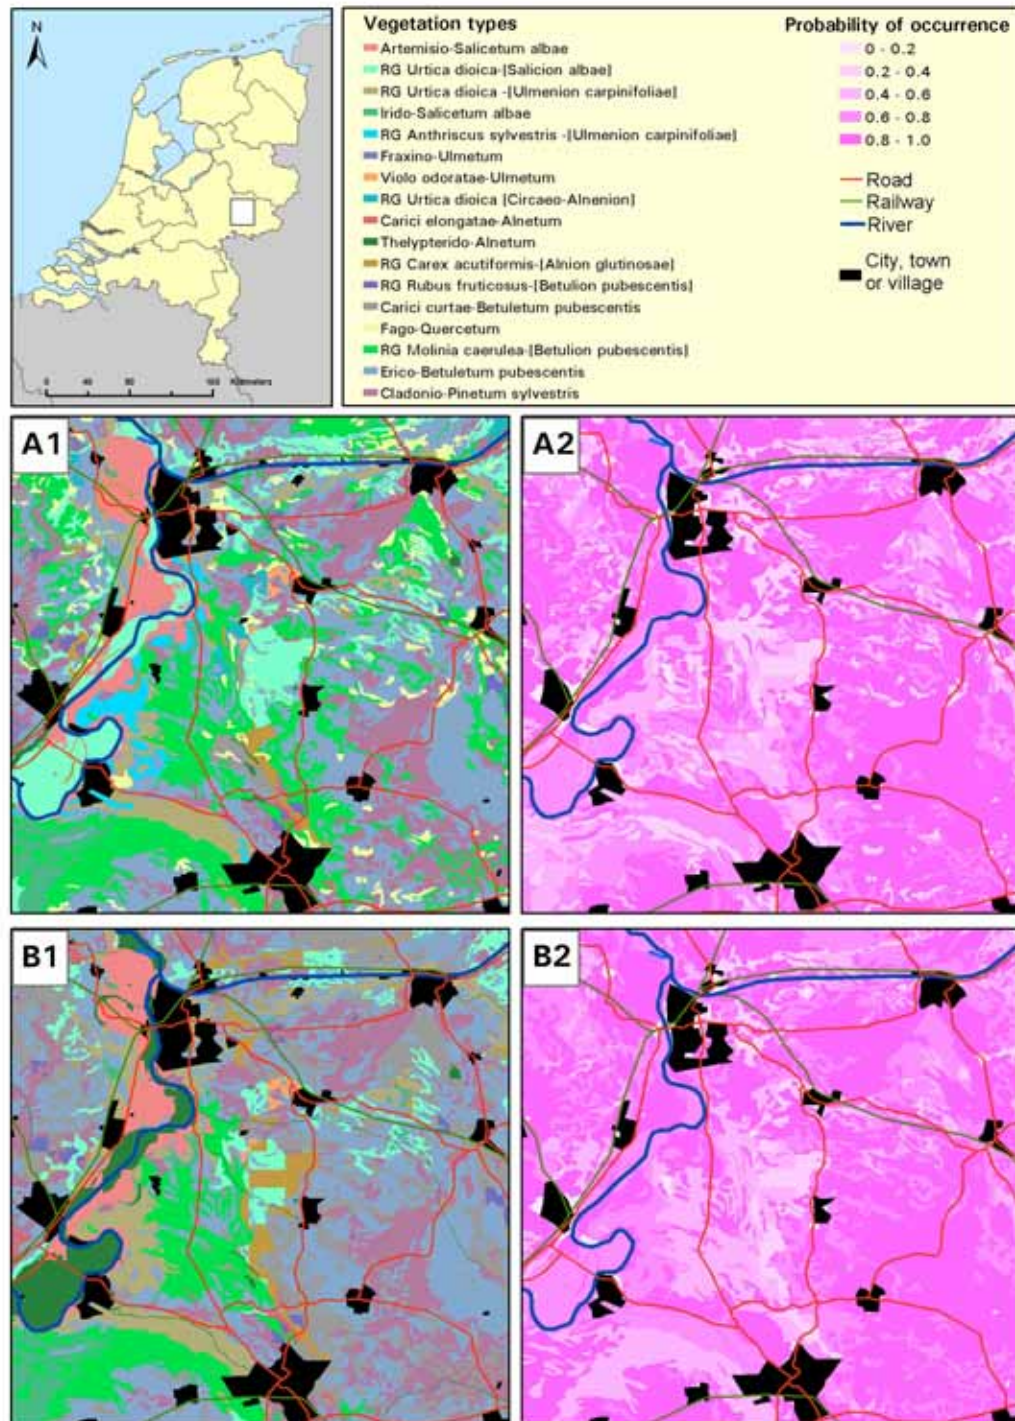 N
0 40 80 160 Kilometers
Vegetation types
Artemisio-Salicetum albae
RG Urtica dioica-[Salicion albae]
RG Urtica dioica -[Ulmenion carpinifoliae]
Irido-Salicetum albae
RG Anthriscus sylvestris -[Ulmenion carpinifoliae]
Fraxino-Ulmetum
Violo odoratae-Ulmetum
RG Urtica dioica [Circaeo-Alnenion]
Carici elongatae-Alnetum
Thelypterido-Alnetum
RG Carex acutiformis-[Alnion glutinosae]
RG Rubus fruticosus-[Betulion pubescentis]
Carici curtae-Betuletum pubescentis
Fago-Quercetum
RG Molinia caerulea-[Betulion pubescentis]
Erico-Betuletum pubescentis
Cladonio-Pinetum sylvestris
Probability of occurrence
0 - 0.2
0.2 - 0.4
0.4 - 0.6
0.6 - 0.8
0.8 - 1.0
Road
Railway
River
City, town
or village
A1
A2
B1
B2